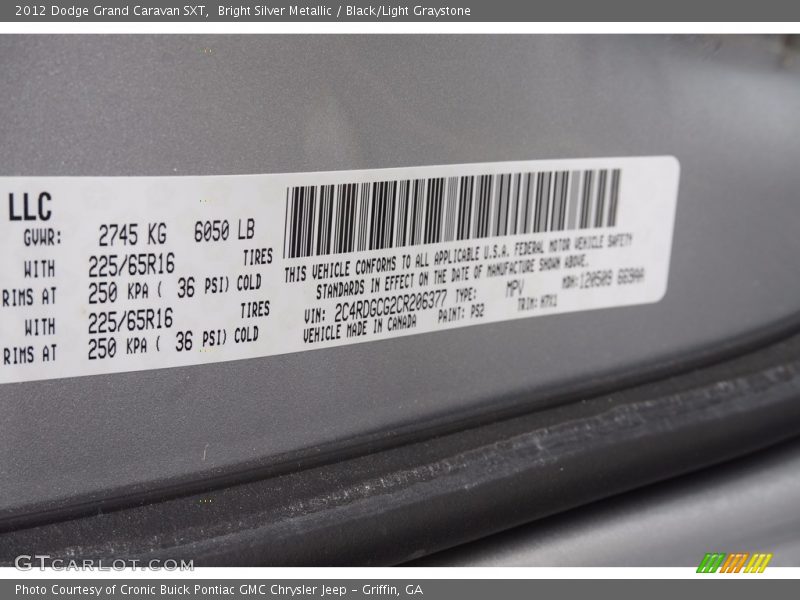 2012 Dodge Grand Caravan SXT,  Bright Silver Metallic / Black/Light Graystone
LLC
GVWR: 2745 KG 6050 LB
WITH 225/65R16 TIRES
RIMS AT 250 KPA ( 36 PSI) COLD
WITH 225/65R16 TIRES
RIMS AT 250 KPA ( 36 PSI) COLD
THIS VEHICLE CONFORMS TO ALL APPLICABLE U.S.A. FEDERAL MOTOR VEHICLE SAFETY
STANDARDS IN EFFECT ON THE DATE OF MANUFACTURE SHOWN ABOVE.
VIN: 2C4RDGCG2CR206377 TYPE: MPV MDH: 120509
VEHICLE MADE IN CANADA PAINT: PS2 TRIM: H7X1
GTCARLOT.COM
Photo Courtesy of Cronic Buick Pontiac GMC Chrysler Jeep - Griffin, GA